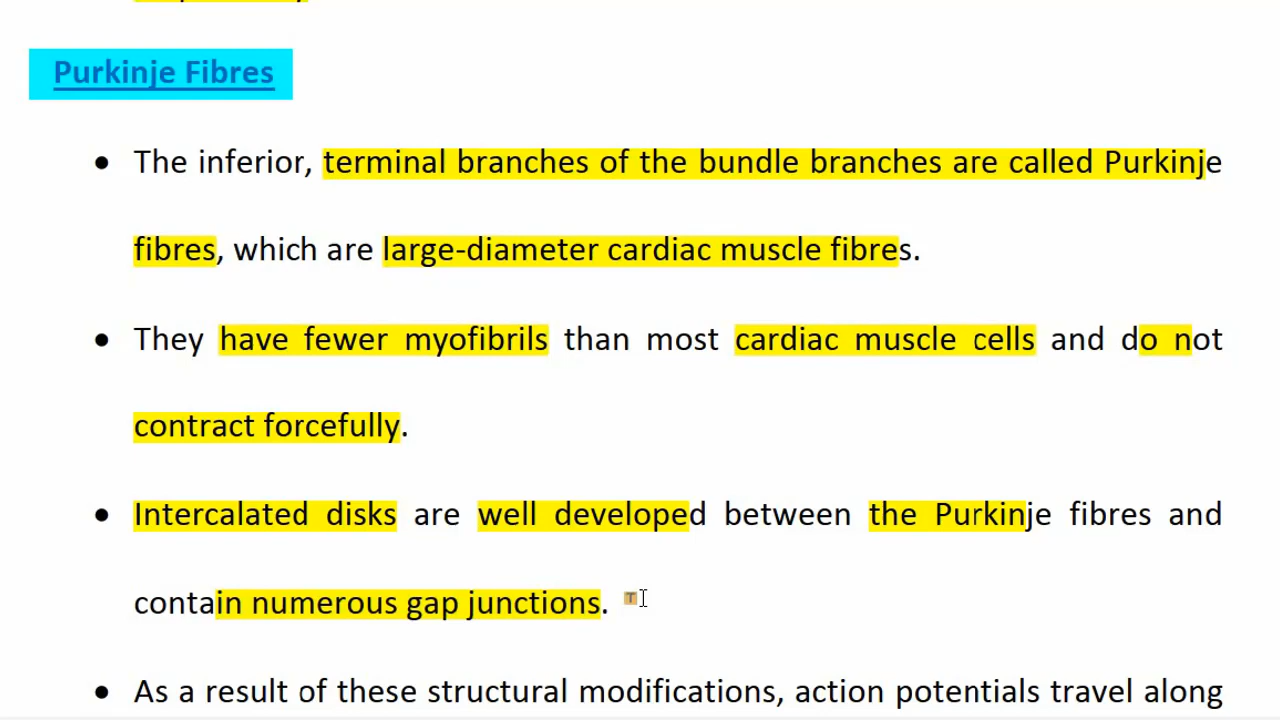 Purkinje Fibres
• The inferior, terminal branches of the bundle branches are called Purkinje
fibres, which are large-diameter cardiac muscle fibres.
• They have fewer myofibrils than most cardiac muscle cells and do not
contract forcefully.
• Intercalated disks are well developed between the Purkinje fibres and
contain numerous gap junctions.
• As a result of these structural modifications, action potentials travel along